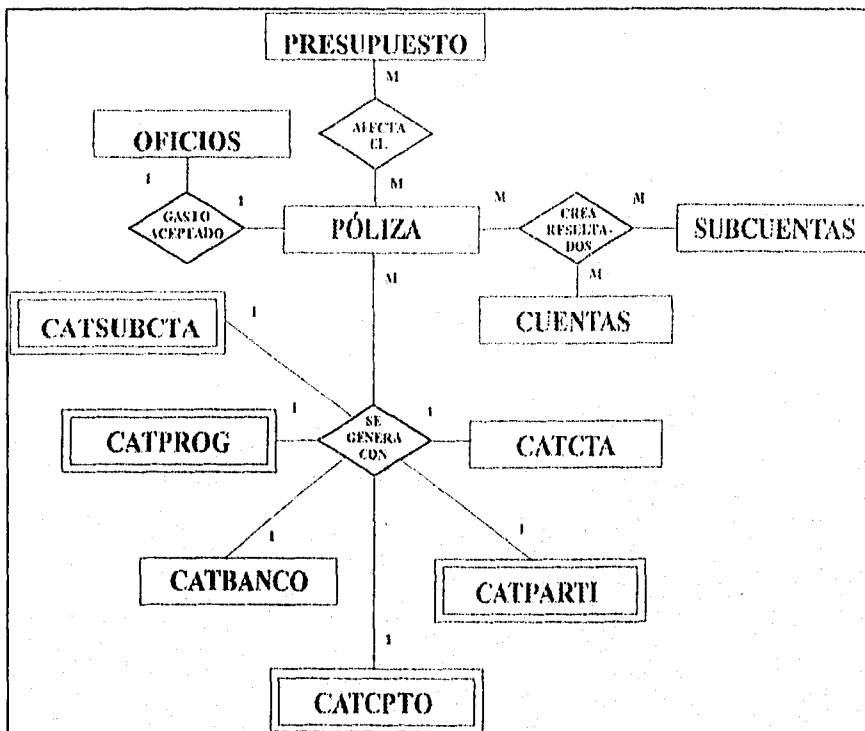 PRESUPUESTO
M
AFECTA
EL
M
OFICIOS
1
GASTO
ACEPTADO
1
PÓLIZA
M
CREA
RESULTA-
DOS
M
SUBCUENTAS
M
CUENTAS
M
CATSUBCTA
1
CATPROG
1
SE
GENERA
CON
1
CATCTA
1
CATBANCO
1
CATPARTI
1
CATCPTO